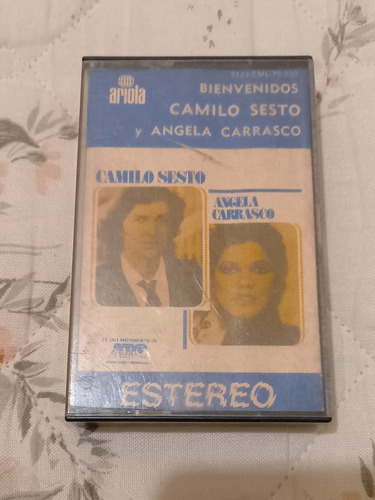 ariola
BIENVENIDOS
CAMILO SESTO
y ANGELA CARRASCO
CAMILO SESTO
ANGELA
CARRASCO
ESTEREO